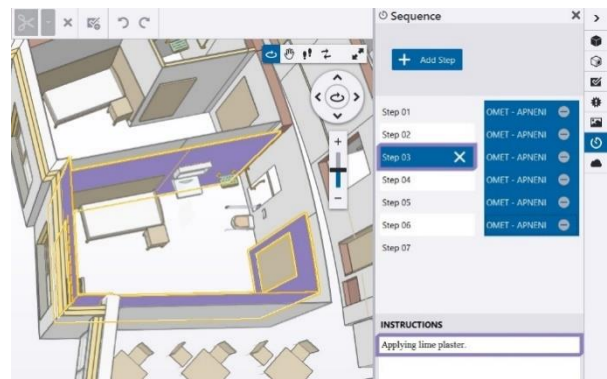 Sequence
Add Step
Step 01
OMET - APNENI
Step 02
OMET - APNENI
Step 03
OMET - APNENI
Step 04
OMET - APNENI
Step 05
OMET - APNENI
Step 06
OMET - APNENI
Step 07
INSTRUCTIONS
Applying lime plaster.